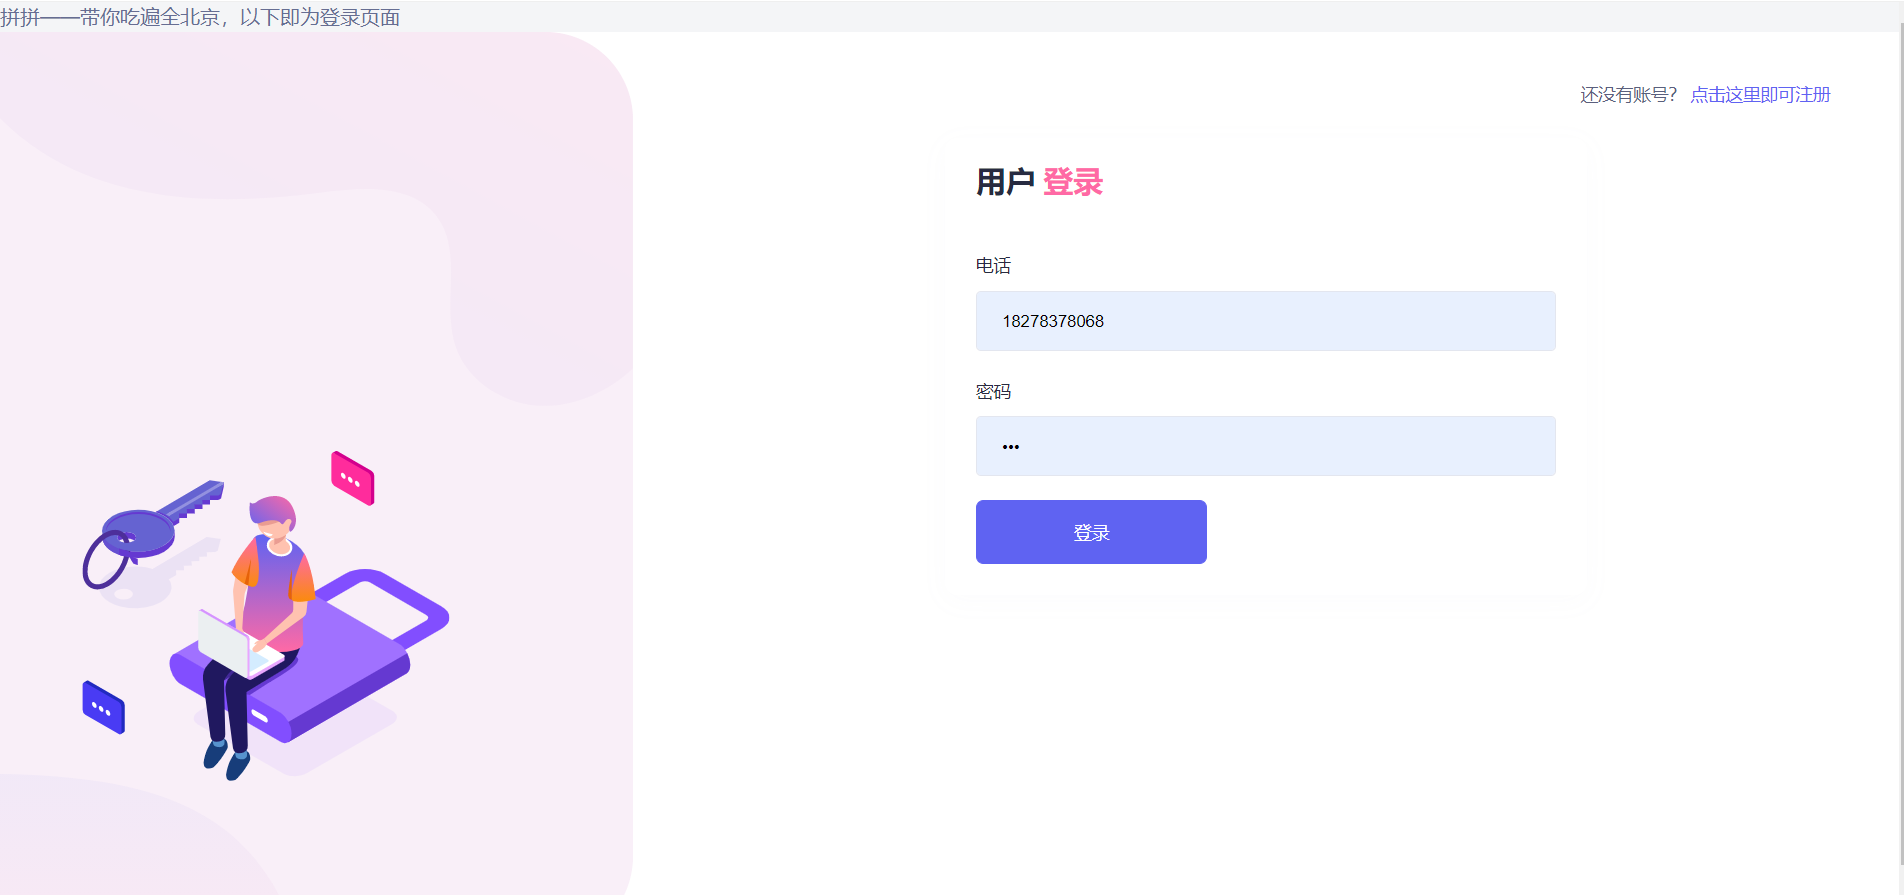 拼拼——带你吃遍全北京，以下即为登录页面
还没有账号？ 点击这里即可注册
用户 登录
电话
18278378068
密码
•••
登录